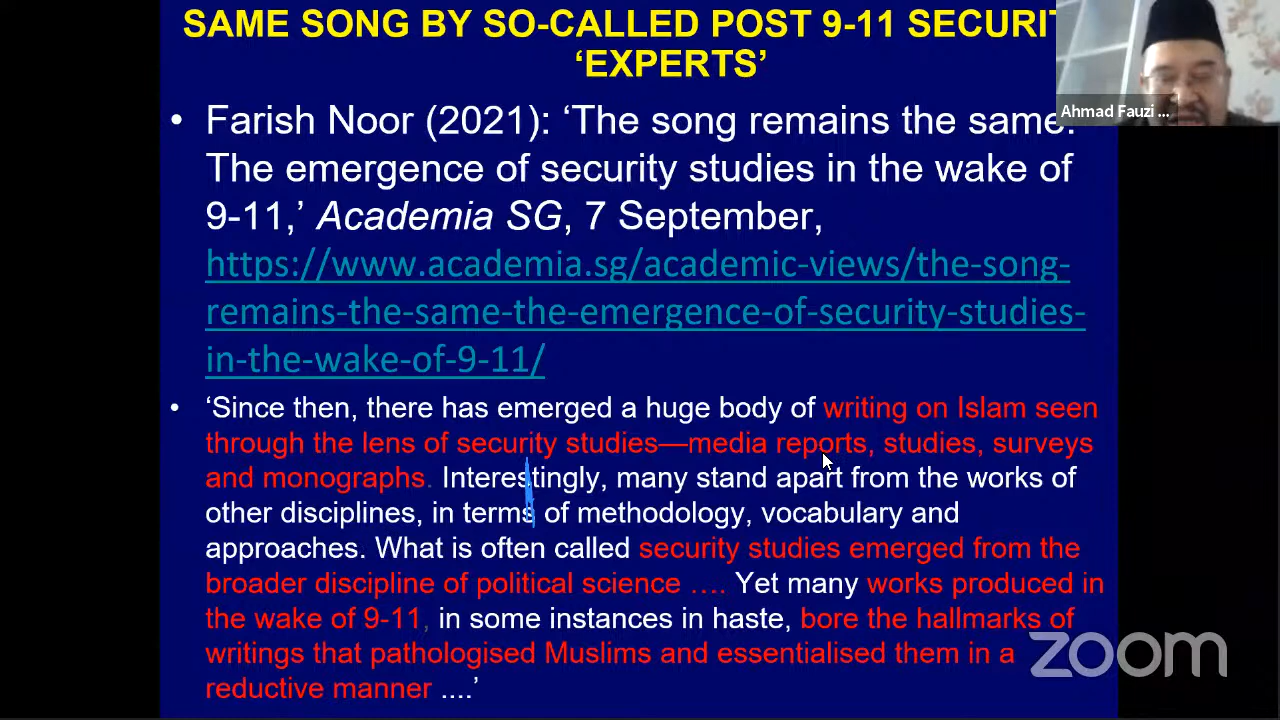 SAME SONG BY SO-CALLED POST 9-11
‘EXPERTS’
Ahmad Fauzi ...
• Farish Noor (2021): ‘The song remains the same:
The emergence of security studies in the wake of
9-11,’ Academia SG, 7 September,
https://www.academia.sg/academic-views/the-song-
remains-the-same-the-emergence-of-security-studies-
in-the-wake-of-9-11/
• ‘Since then, there has emerged a huge body of writing on Islam seen
through the lens of security studies—media reports, studies, surveys
and monographs. Interestingly, many stand apart from the works of
other disciplines, in terms of methodology, vocabulary and
approaches. What is often called security studies emerged from the
broader discipline of political science …. Yet many works produced in
the wake of 9-11, in some instances in haste, bore the hallmarks of
writings that pathologised Muslims and essentialised them in a
reductive manner ....’
zoom